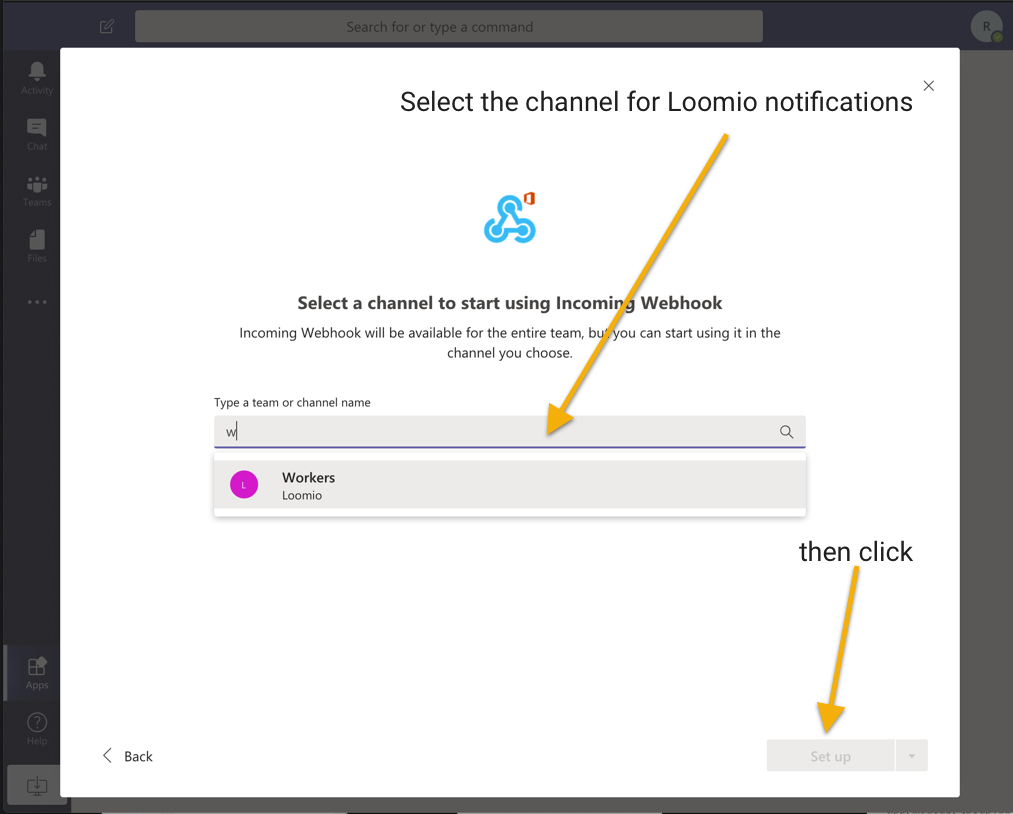 Search for or type a command
R
Activity
Chat
Teams
Files
Select the channel for Loomio notifications
Select a channel to start using Incoming Webhook
Incoming Webhook will be available for the entire team, but you can start using it in the
channel you choose.
Type a team or channel name
w
L
Workers
Loomio
then click
Apps
Help
Back
Set up